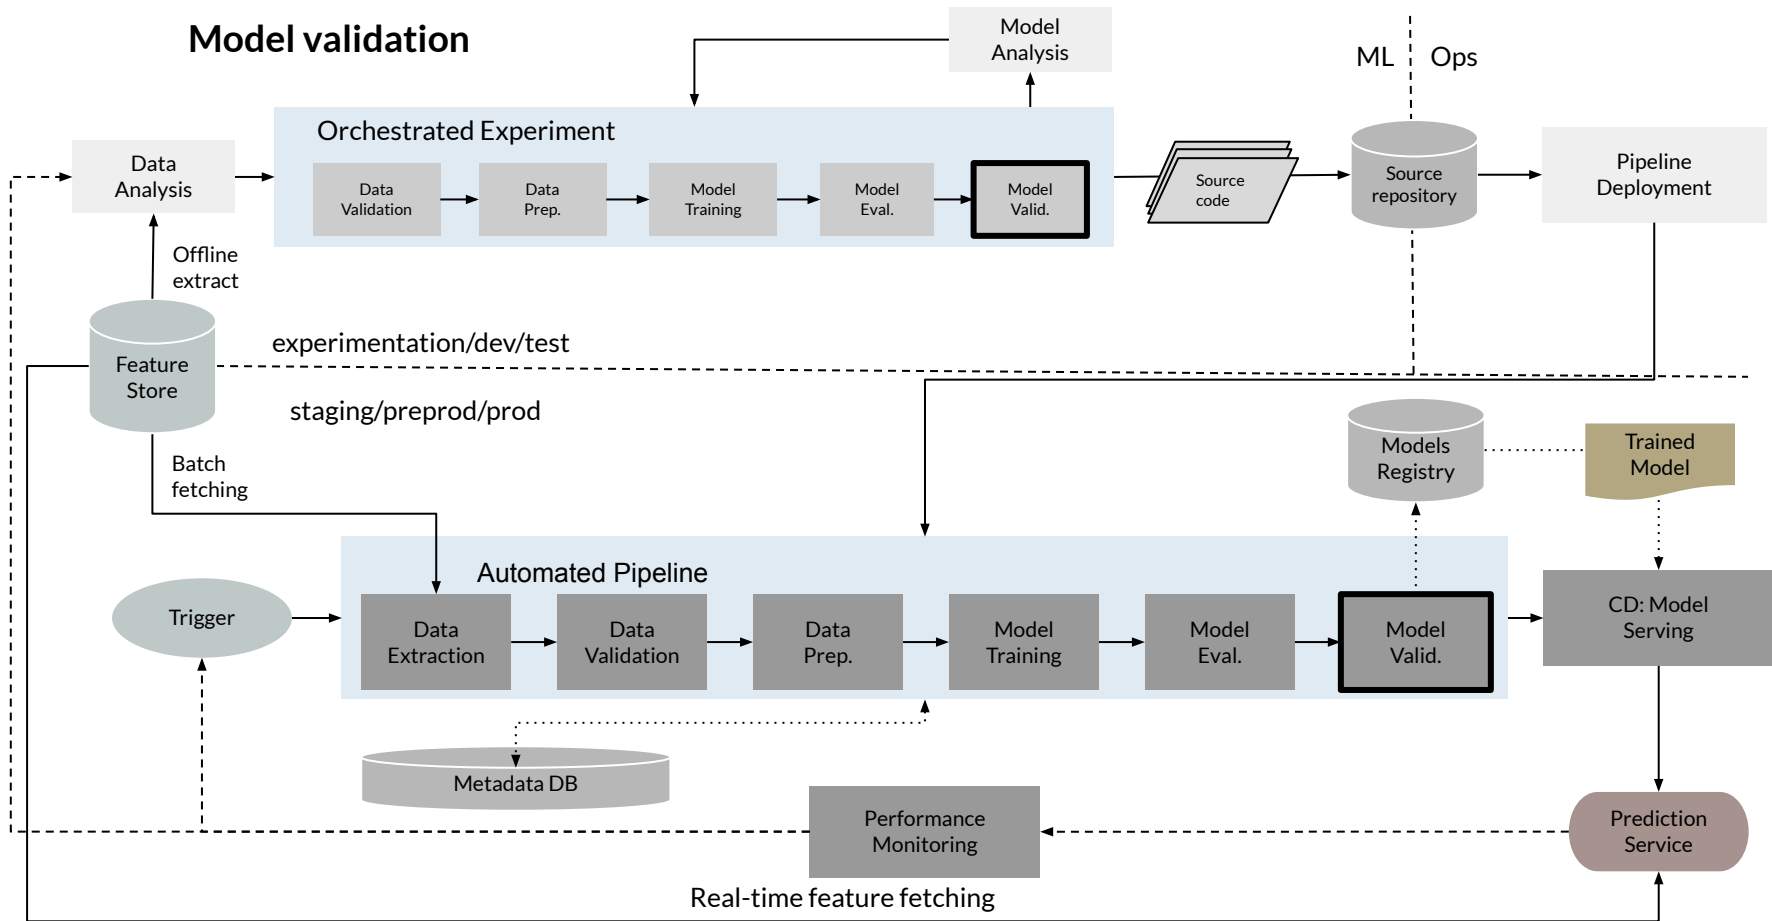 Model validation
Model
Analysis
ML
Ops
Orchestrated Experiment
Data
Analysis
Data
Validation
Data
Prep.
Model
Training
Model
Eval.
Model
Valid.
Source
code
Source
repository
Pipeline
Deployment
Offline
extract
Feature
Store
experimentation/dev/test
staging/preprod/prod
Batch
fetching
Models
Registry
Trained
Model
Automated Pipeline
Trigger
Data
Extraction
Data
Validation
Data
Prep.
Model
Training
Model
Eval.
Model
Valid.
CD: Model
Serving
Metadata DB
Performance
Monitoring
Prediction
Service
Real-time feature fetching